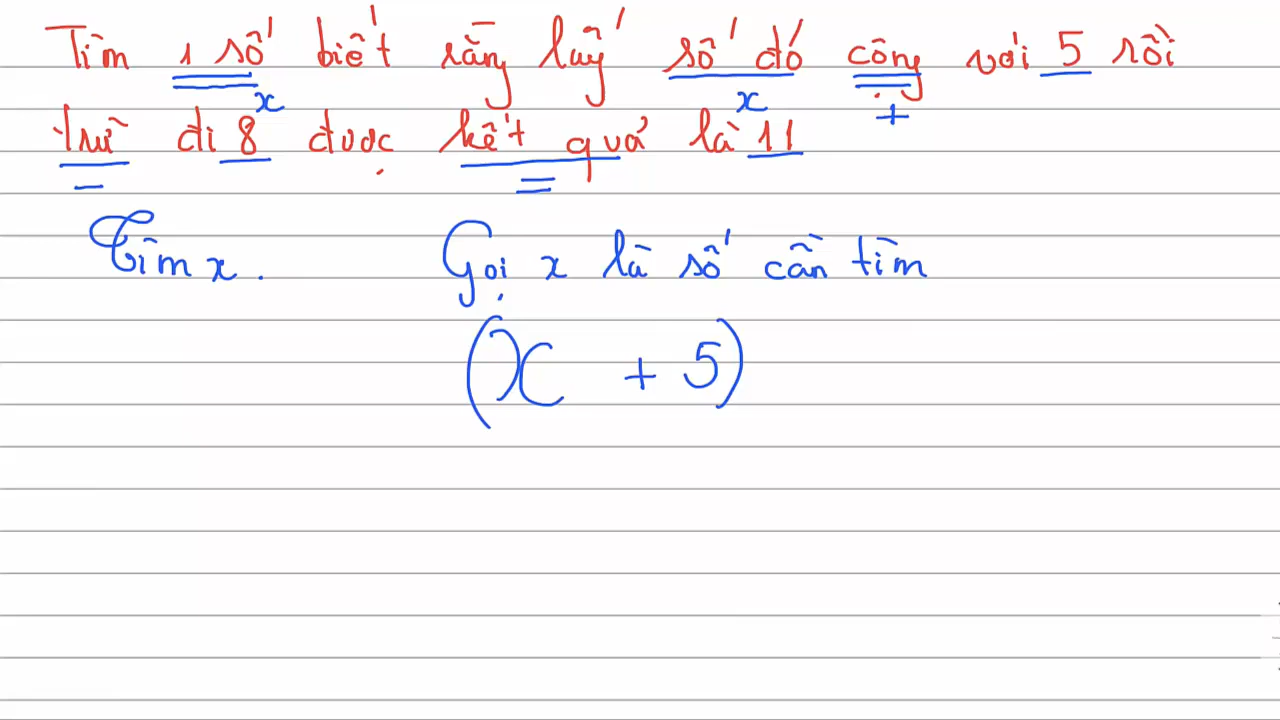 Tìm 1 số biết rằng lấy số đó cộng với 5 rồi
x x +
trừ đi 8 được kết quả là 11
- =
Tìm x. Gọi x là số cần tìm
(x + 5)